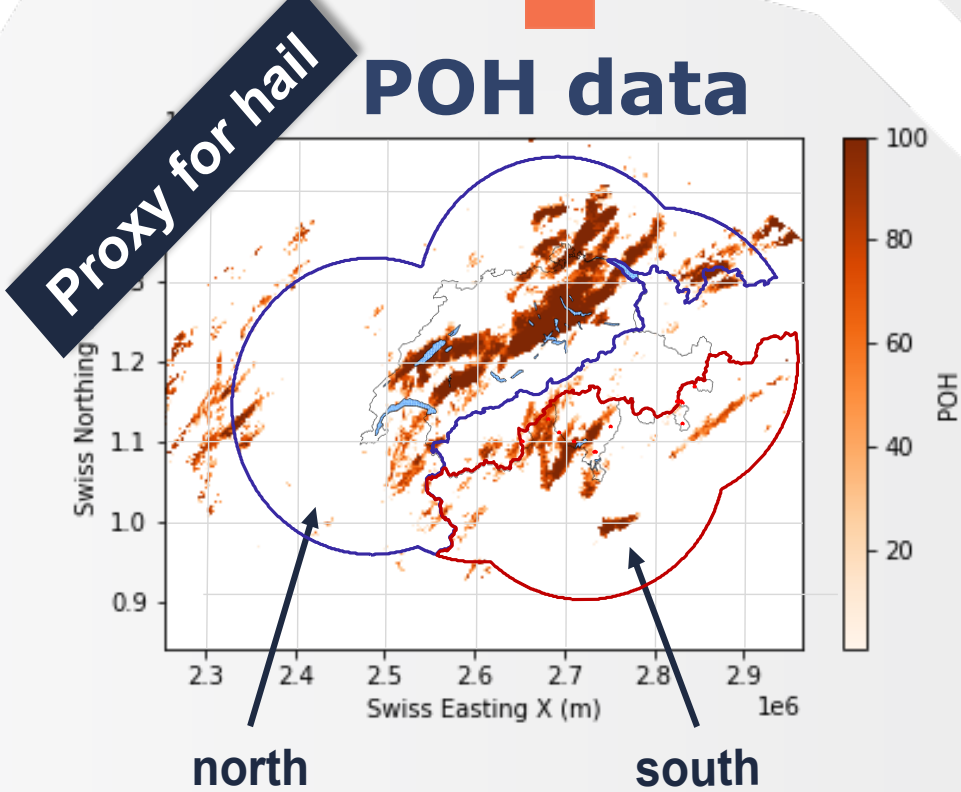 Proxy for hail
POH data
100
80
60
40
20
POH
Swiss Northing
1.2
1.1
1.0
0.9
2.3 2.4 2.5 2.6 2.7 2.8 2.9
Swiss Easting X (m)
1e6
north
south